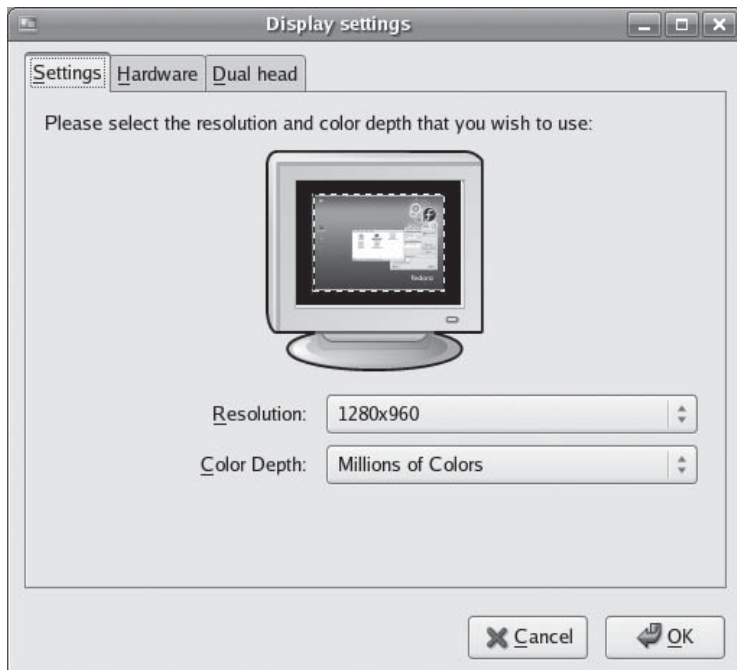 Display settings
Settings Hardware Dual head
Please select the resolution and color depth that you wish to use:
fedora
Resolution: 1280x960
Color Depth: Millions of Colors
Cancel OK